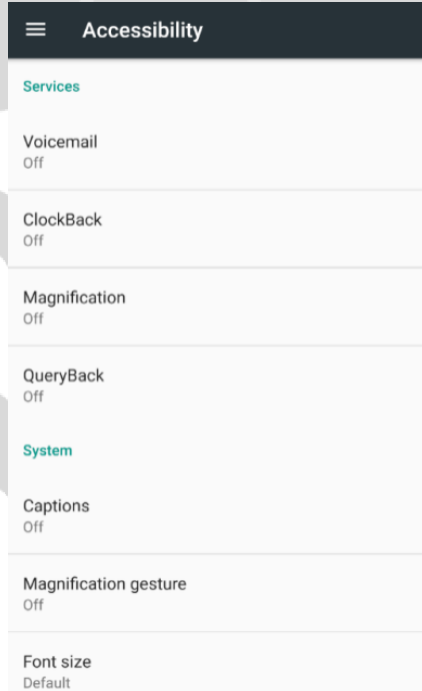 Accessibility
Services
Voicemail
Off
ClockBack
Off
Magnification
Off
QueryBack
Off
System
Captions
Off
Magnification gesture
Off
Font size
Default